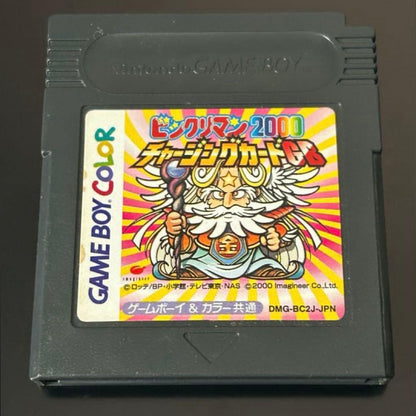 Nintendo GAME BOY
GAME BOY COLOR
ビックリマン2000
チャージングカードGB
金
imagineer
©ロッテ/BP・小学館・テレビ東京・NAS ©2000 Imagineer Co.,Ltd.
ゲームボーイ & カラー共通 DMG-BC2J-JPN